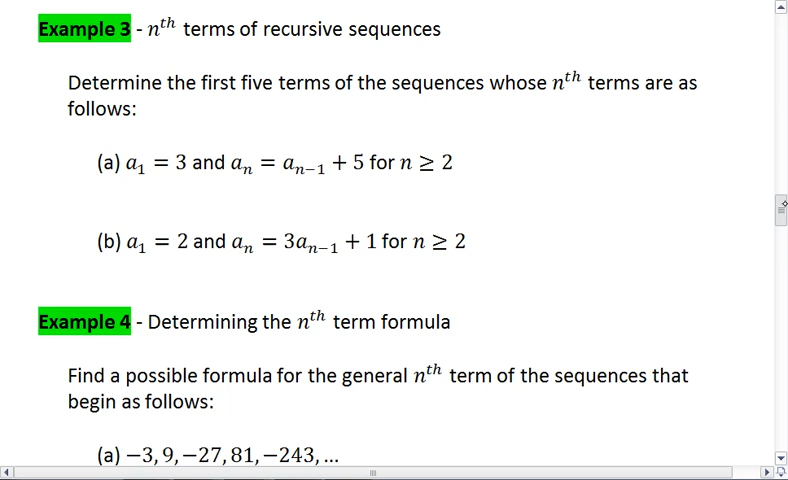 Example 3 - nᵗʰ terms of recursive sequences
Determine the first five terms of the sequences whose nᵗʰ terms are as
follows:
(a) a₁ = 3 and aₙ = aₙ₋₁ + 5 for n ≥ 2
(b) a₁ = 2 and aₙ = 3aₙ₋₁ + 1 for n ≥ 2
Example 4 - Determining the nᵗʰ term formula
Find a possible formula for the general nᵗʰ term of the sequences that
begin as follows:
(a) −3, 9, −27, 81, −243, ...